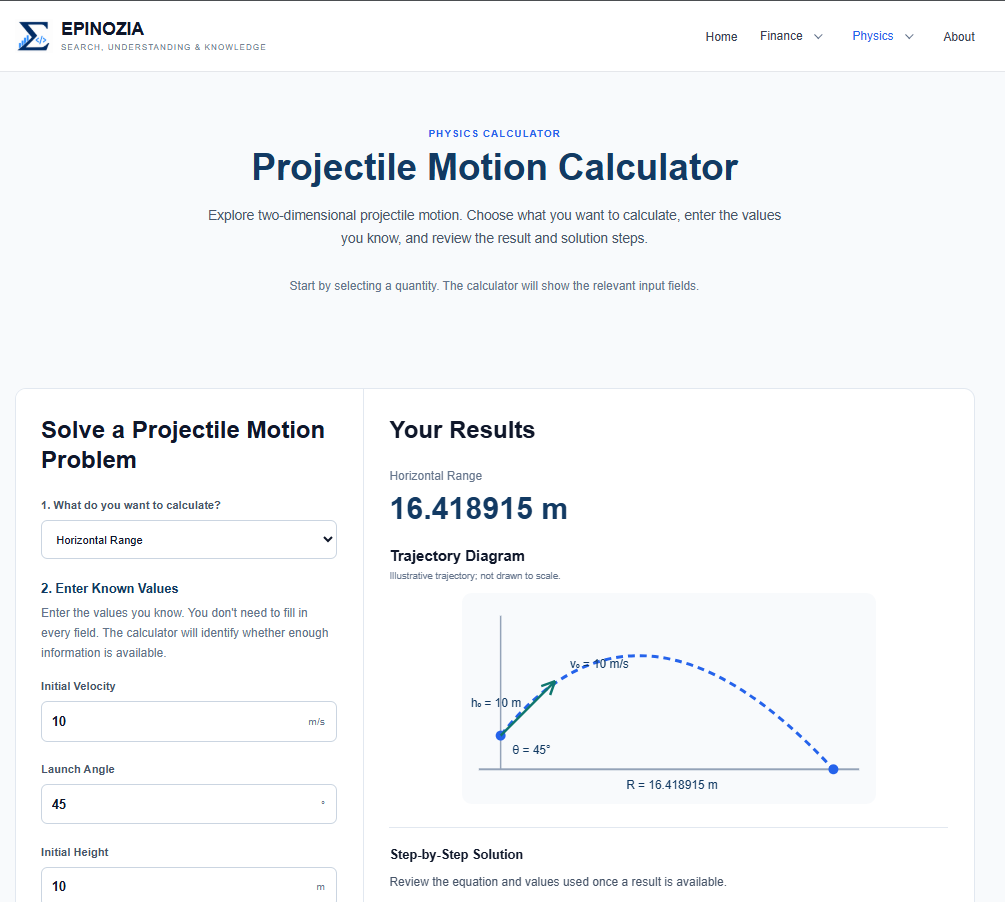 EPINOZIA
SEARCH, UNDERSTANDING & KNOWLEDGE
Home
Finance
Physics
About
PHYSICS CALCULATOR
Projectile Motion Calculator
Explore two-dimensional projectile motion. Choose what you want to calculate, enter the values
you know, and review the result and solution steps.
Start by selecting a quantity. The calculator will show the relevant input fields.
Solve a Projectile Motion
Problem
1. What do you want to calculate?
Horizontal Range
2. Enter Known Values
Enter the values you know. You don't need to fill in
every field. The calculator will identify whether enough
information is available.
Initial Velocity
10 m/s
Launch Angle
45 °
Initial Height
10 m
Your Results
Horizontal Range
16.418915 m
Trajectory Diagram
Illustrative trajectory; not drawn to scale.
v₀ = 10 m/s
h₀ = 10 m
θ = 45°
R = 16.418915 m
Step-by-Step Solution
Review the equation and values used once a result is available.